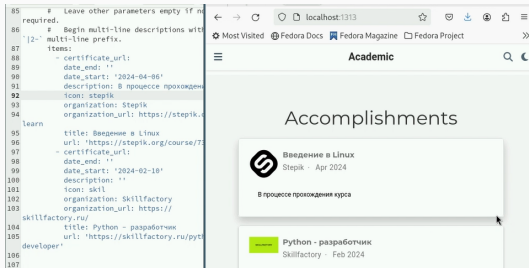 85 # Leave other parameters empty if no
required.
86 # Begin multi-line descriptions with
`|2-` multi-line prefix.
87 items:
88 - certificate_url:
89 date_end: ''
90 date_start: '2024-04-06'
91 description: В процессе прохожден
92 icon: stepik
93 organization: Stepik
94 organization_url: https://stepik.o
learn
95 title: Введение в Linux
96 url: 'https://stepik.org/course/73
97 - certificate_url:
98 date_end: ''
99 date_start: '2024-02-10'
100 description: ''
101 icon: skil
102 organization: Skillfactory
103 organization_url: https://
skillfactory.ru/
104 title: Python - разработчик
105 url: 'https://skillfactory.ru/pyth
developer'
106
107
localhost:1313
Most Visited Fedora Docs Fedora Magazine Fedora Project
Academic
Accomplishments
Введение в Linux
Stepik · Apr 2024
В процессе прохождения курса
Python - разработчик
Skillfactory · Feb 2024